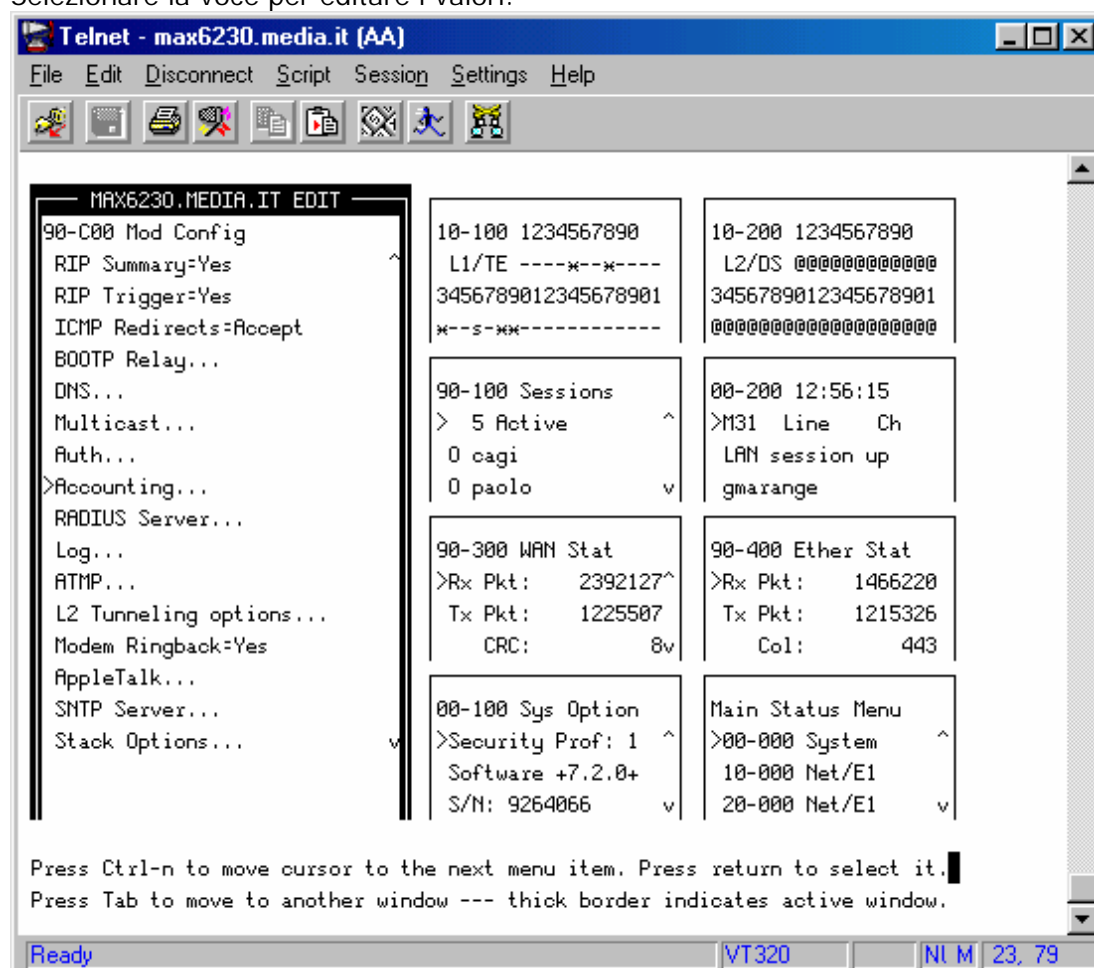 Selezionare la voce per editare i valori:
Telnet - max6230.media.it (AA)
File Edit Disconnect Script Session Settings Help
MAX6230.MEDIA.IT EDIT
90-C00 Mod Config
RIP Summary=Yes ^
RIP Trigger=Yes
ICMP Redirects=Accept
BOOTP Relay...
DNS...
Multicast...
Auth...
>Accounting...
RADIUS Server...
Log...
ATMP...
L2 Tunneling options...
Modem Ringback=Yes
AppleTalk...
SNTP Server...
Stack Options... v
10-100 1234567890
L1/TE ----*--*----
3456789012345678901
*--s-**------------
10-200 1234567890
L2/DS @@@@@@@@@@@@
3456789012345678901
@@@@@@@@@@@@@@@@@@@
90-100 Sessions
> 5 Active ^
O cagi
O paolo v
00-200 12:56:15
>M31 Line Ch
LAN session up
gmarange
90-300 WAN Stat
>Rx Pkt: 2392127^
Tx Pkt: 1225507
CRC: 8v
90-400 Ether Stat
>Rx Pkt: 1466220
Tx Pkt: 1215326
Col: 443
00-100 Sys Option
>Security Prof: 1 ^
Software +7.2.0+
S/N: 9264066 v
Main Status Menu
>00-000 System ^
10-000 Net/E1
20-000 Net/E1 v
Press Ctrl-n to move cursor to the next menu item. Press return to select it.
Press Tab to move to another window --- thick border indicates active window.
Ready VT320 NUM 23, 79